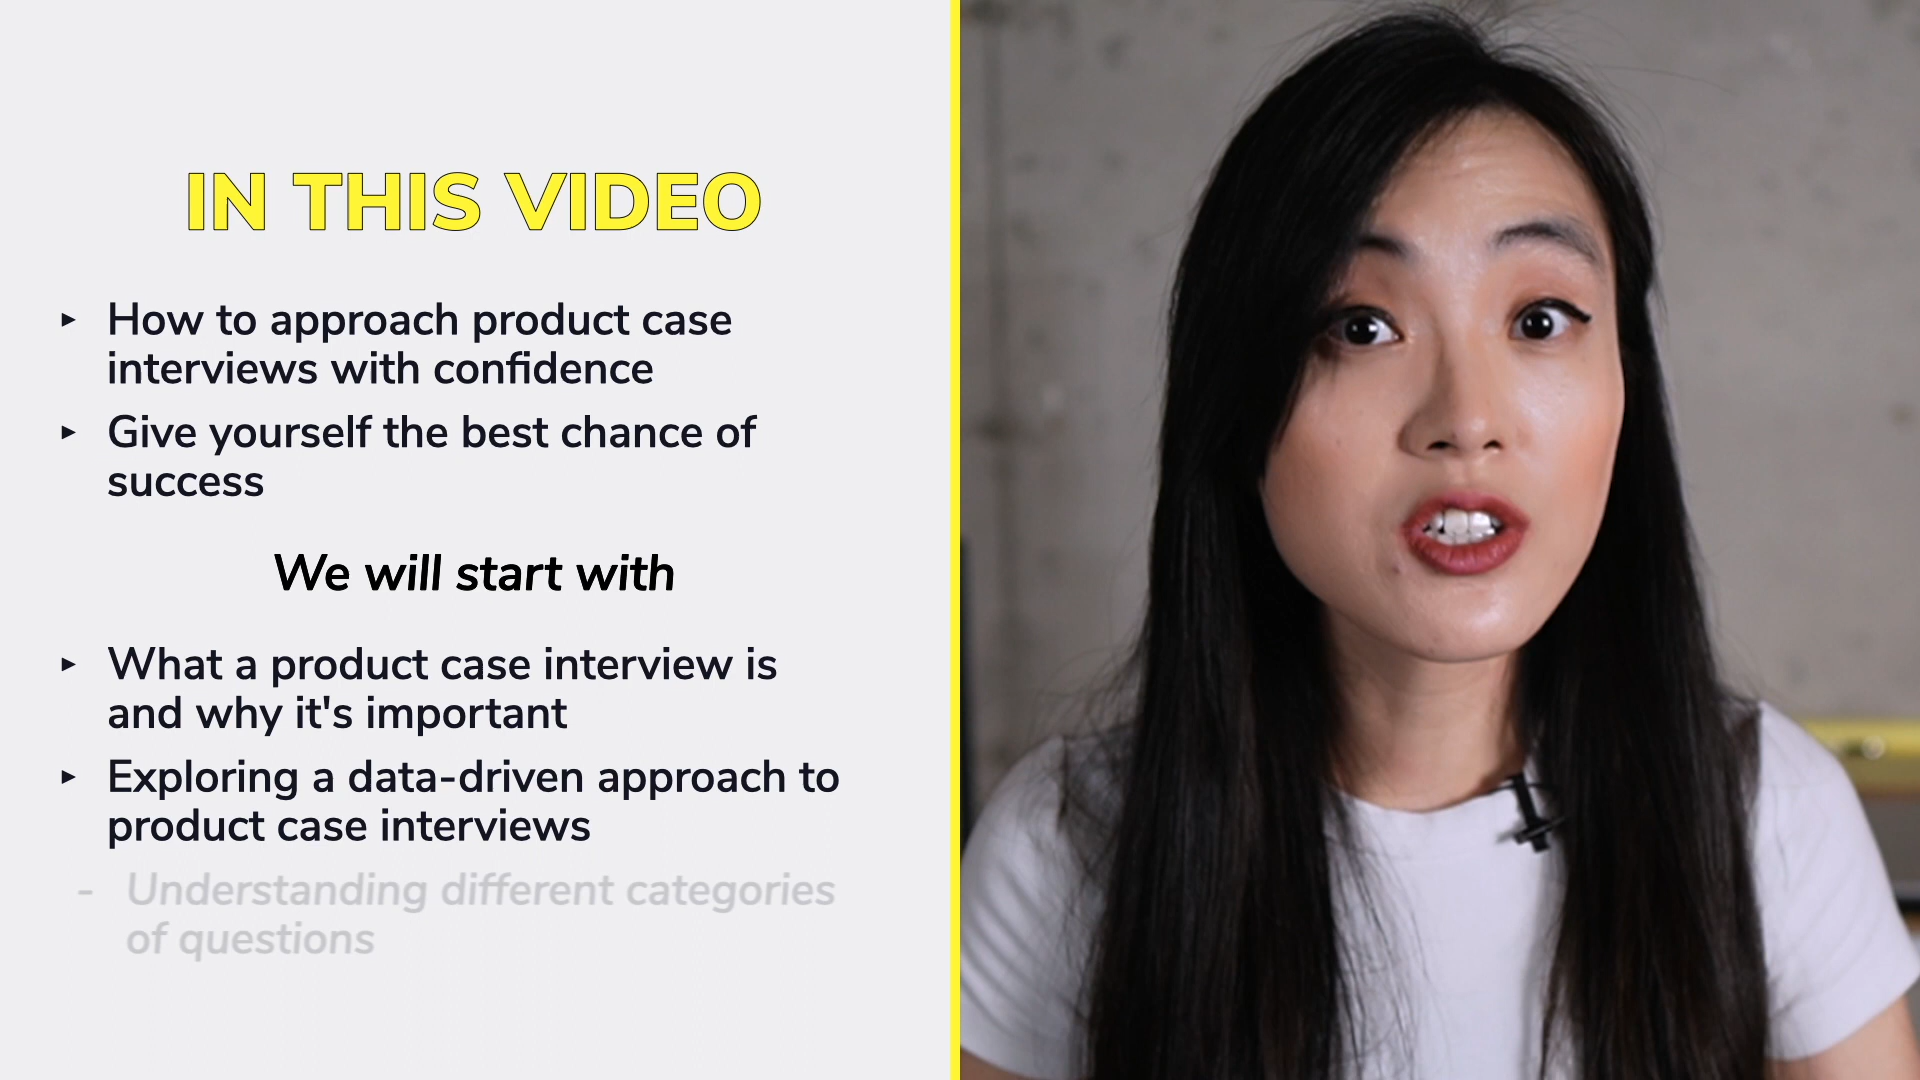 IN THIS VIDEO
▸ How to approach product case
interviews with confidence
▸ Give yourself the best chance of
success
We will start with
▸ What a product case interview is
and why it's important
▸ Exploring a data-driven approach to
product case interviews
- Understanding different categories
of questions